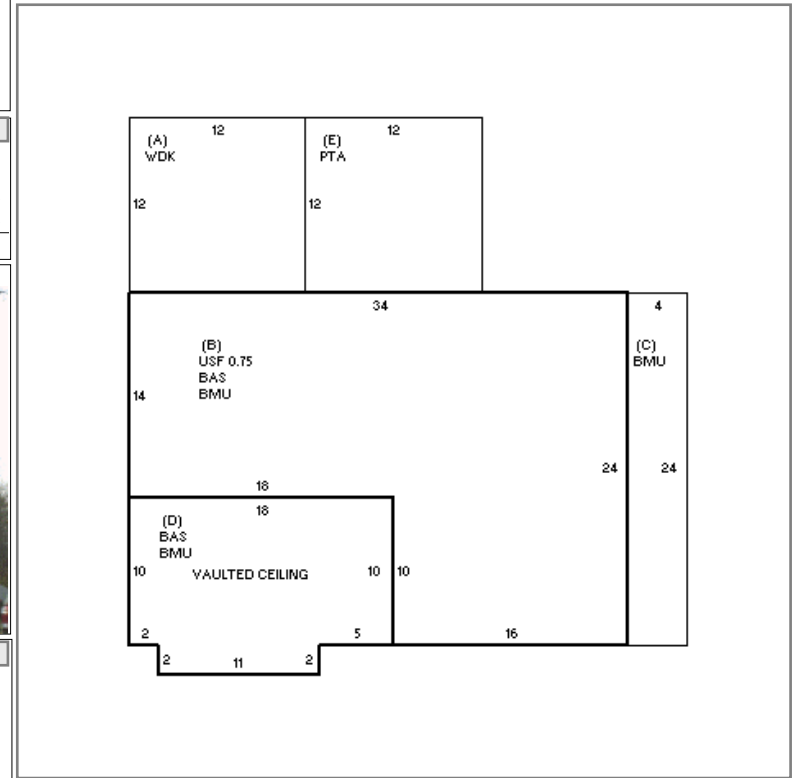 (A)
WDK
12
12
(E)
PTA
12
12
34
4
(B)
USF 0.75
BAS
BMU
(C)
BMU
14
24
24
18
18
(D)
BAS
BMU
10
VAULTED CEILING
10
10
2
5
16
2
11
2